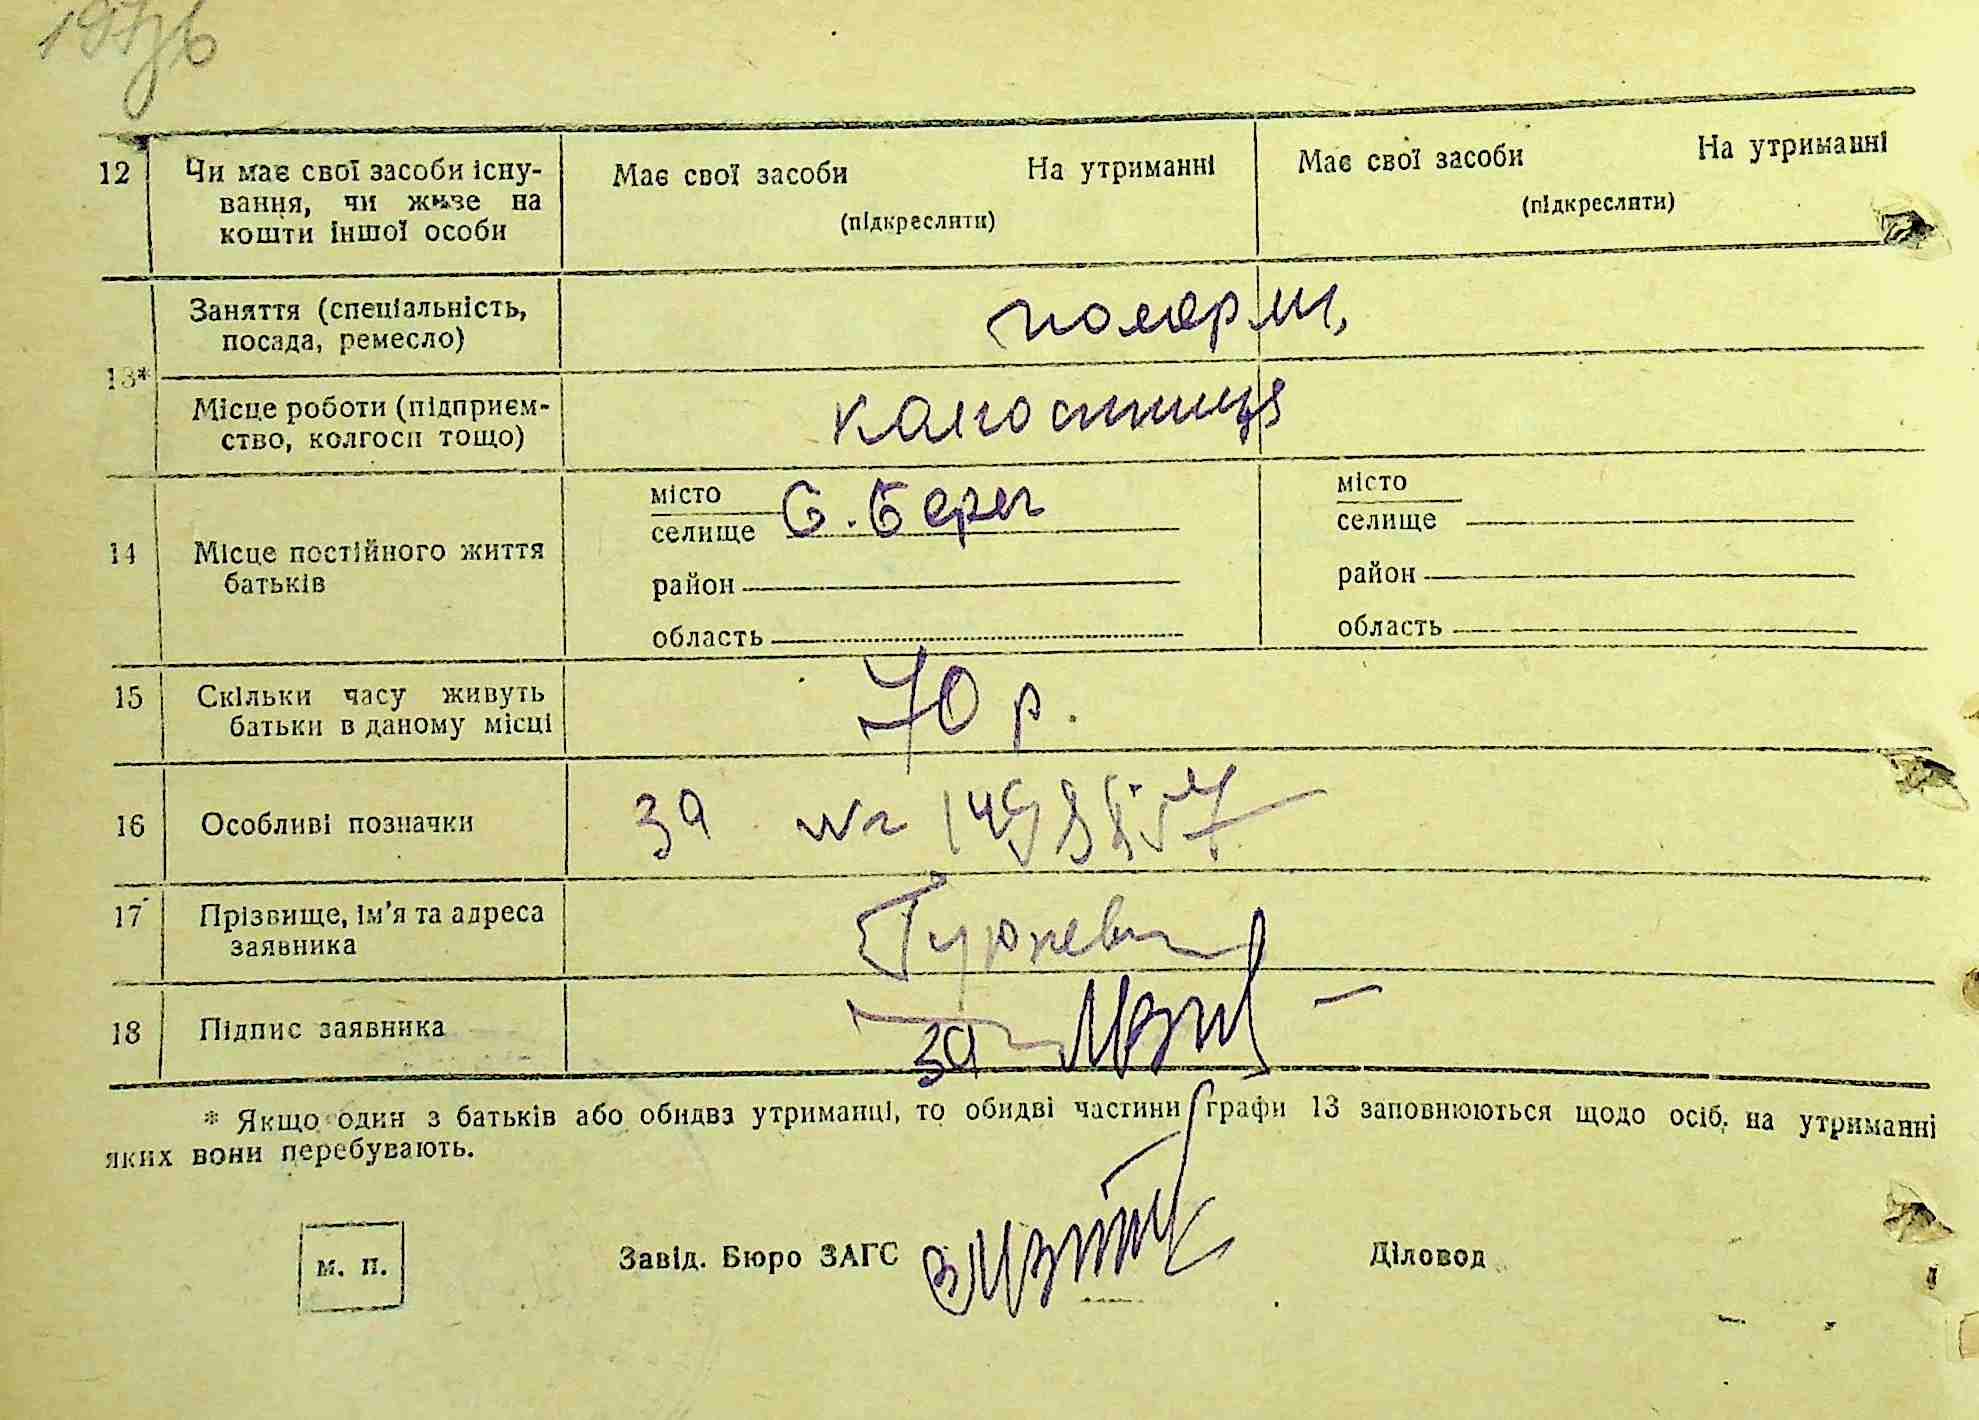 12 Чи має свої засоби існу-
вання, чи живе на
кошти іншої особи
Має свої засоби На утриманні
(підкреслити)
Має свої засоби На утриманні
(підкреслити)
13*
Заняття (спеціальність,
посада, ремесло)
Місце роботи (підприєм-
ство, колгосп тощо)
14 Місце постійного життя
батьків
місто
селище С. Берег
район
область
місто
селище
район
область
15 Скільки часу живуть
батьки в даному місці
70 р.
16 Особливі позначки
за №
17 Прізвище, ім'я та адреса
заявника
18 Підпис заявника
за
* Якщо один з батьків або обидва утриманці, то обидві частини графи 13 заповнюються щодо осіб, на утриманні
яких вони перебувають.
м. п.
Завід. Бюро ЗАГС
Діловод